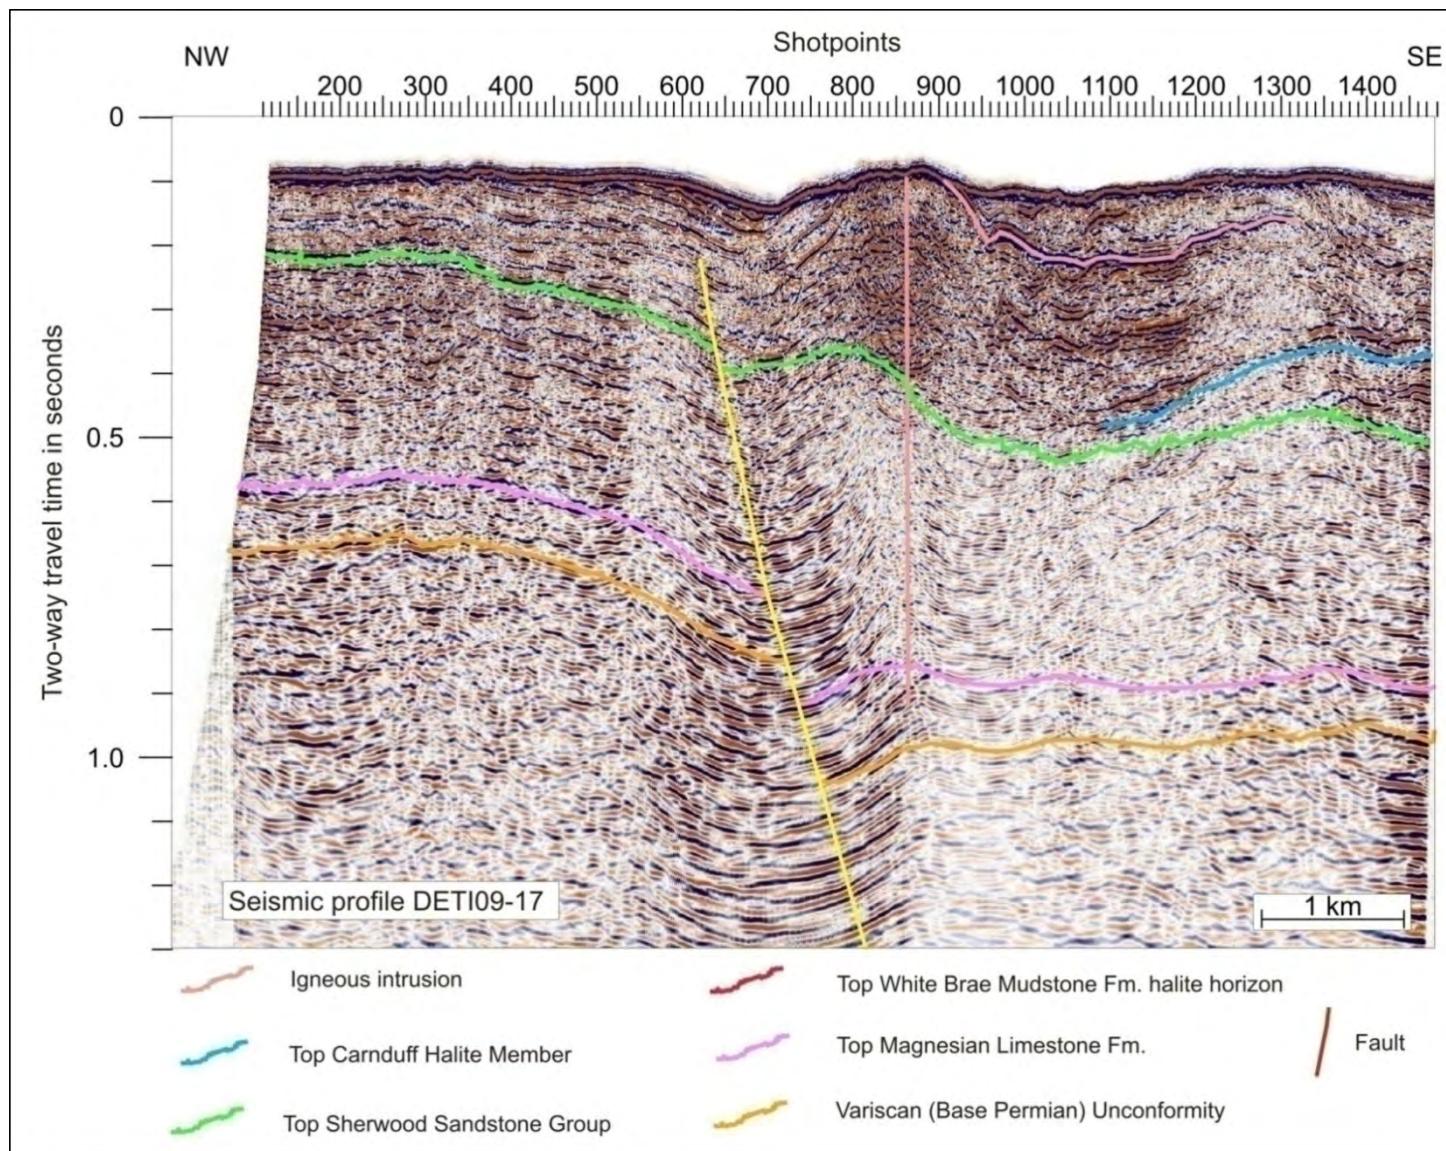 Shotpoints
NW
SE
200 300 400 500 600 700 800 900 1000 1100 1200 1300 1400
0
0.5
1.0
Two-way travel time in seconds
Seismic profile DETI09-17
1 km
Igneous intrusion
Top White Brae Mudstone Fm. halite horizon
Top Carnduff Halite Member
Top Magnesian Limestone Fm.
Fault
Top Sherwood Sandstone Group
Variscan (Base Permian) Unconformity